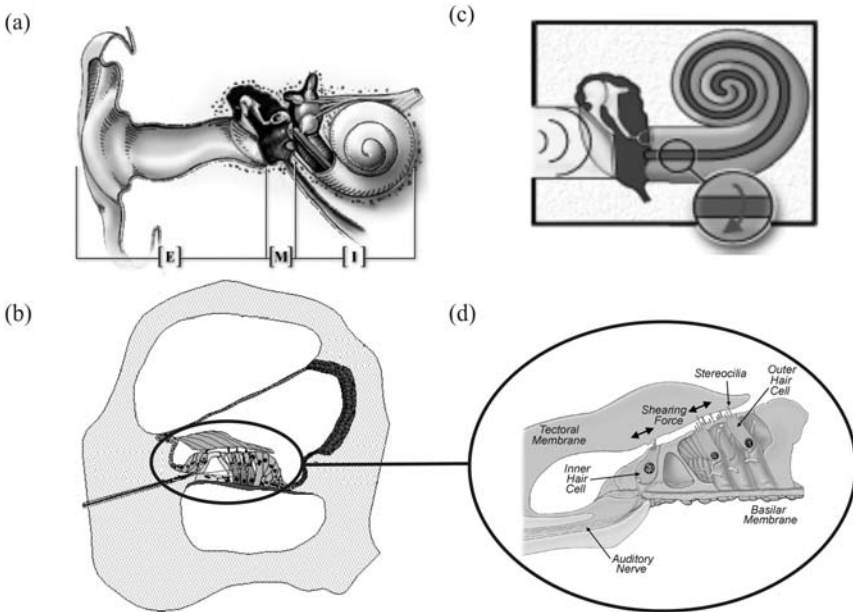 (a)
(c)
[E]
[M]
[I]
(b)
(d)
Stereocilia
Outer
Hair
Cell
Shearing
Force
Tectoral
Membrane
Inner
Hair
Cell
Basilar
Membrane
Auditory
Nerve